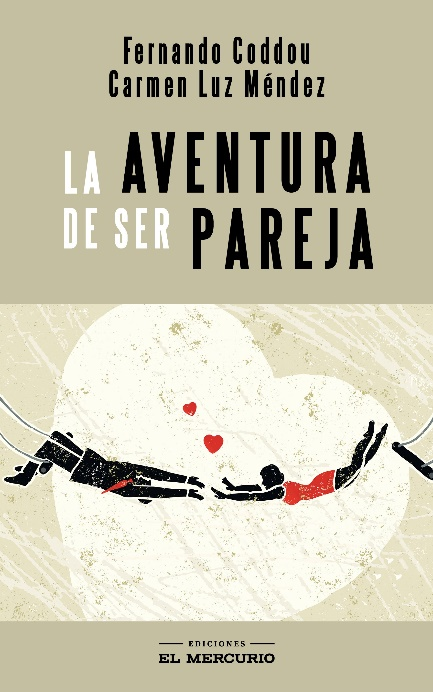 Fernando Coddou
Carmen Luz Méndez
LA AVENTURA
DE SER PAREJA
EDICIONES
EL MERCURIO